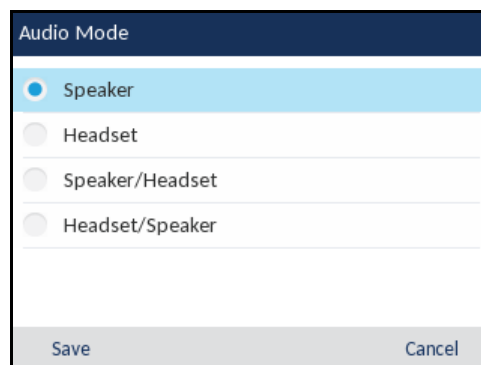 Audio Mode
Speaker
Headset
Speaker/Headset
Headset/Speaker
Save Cancel